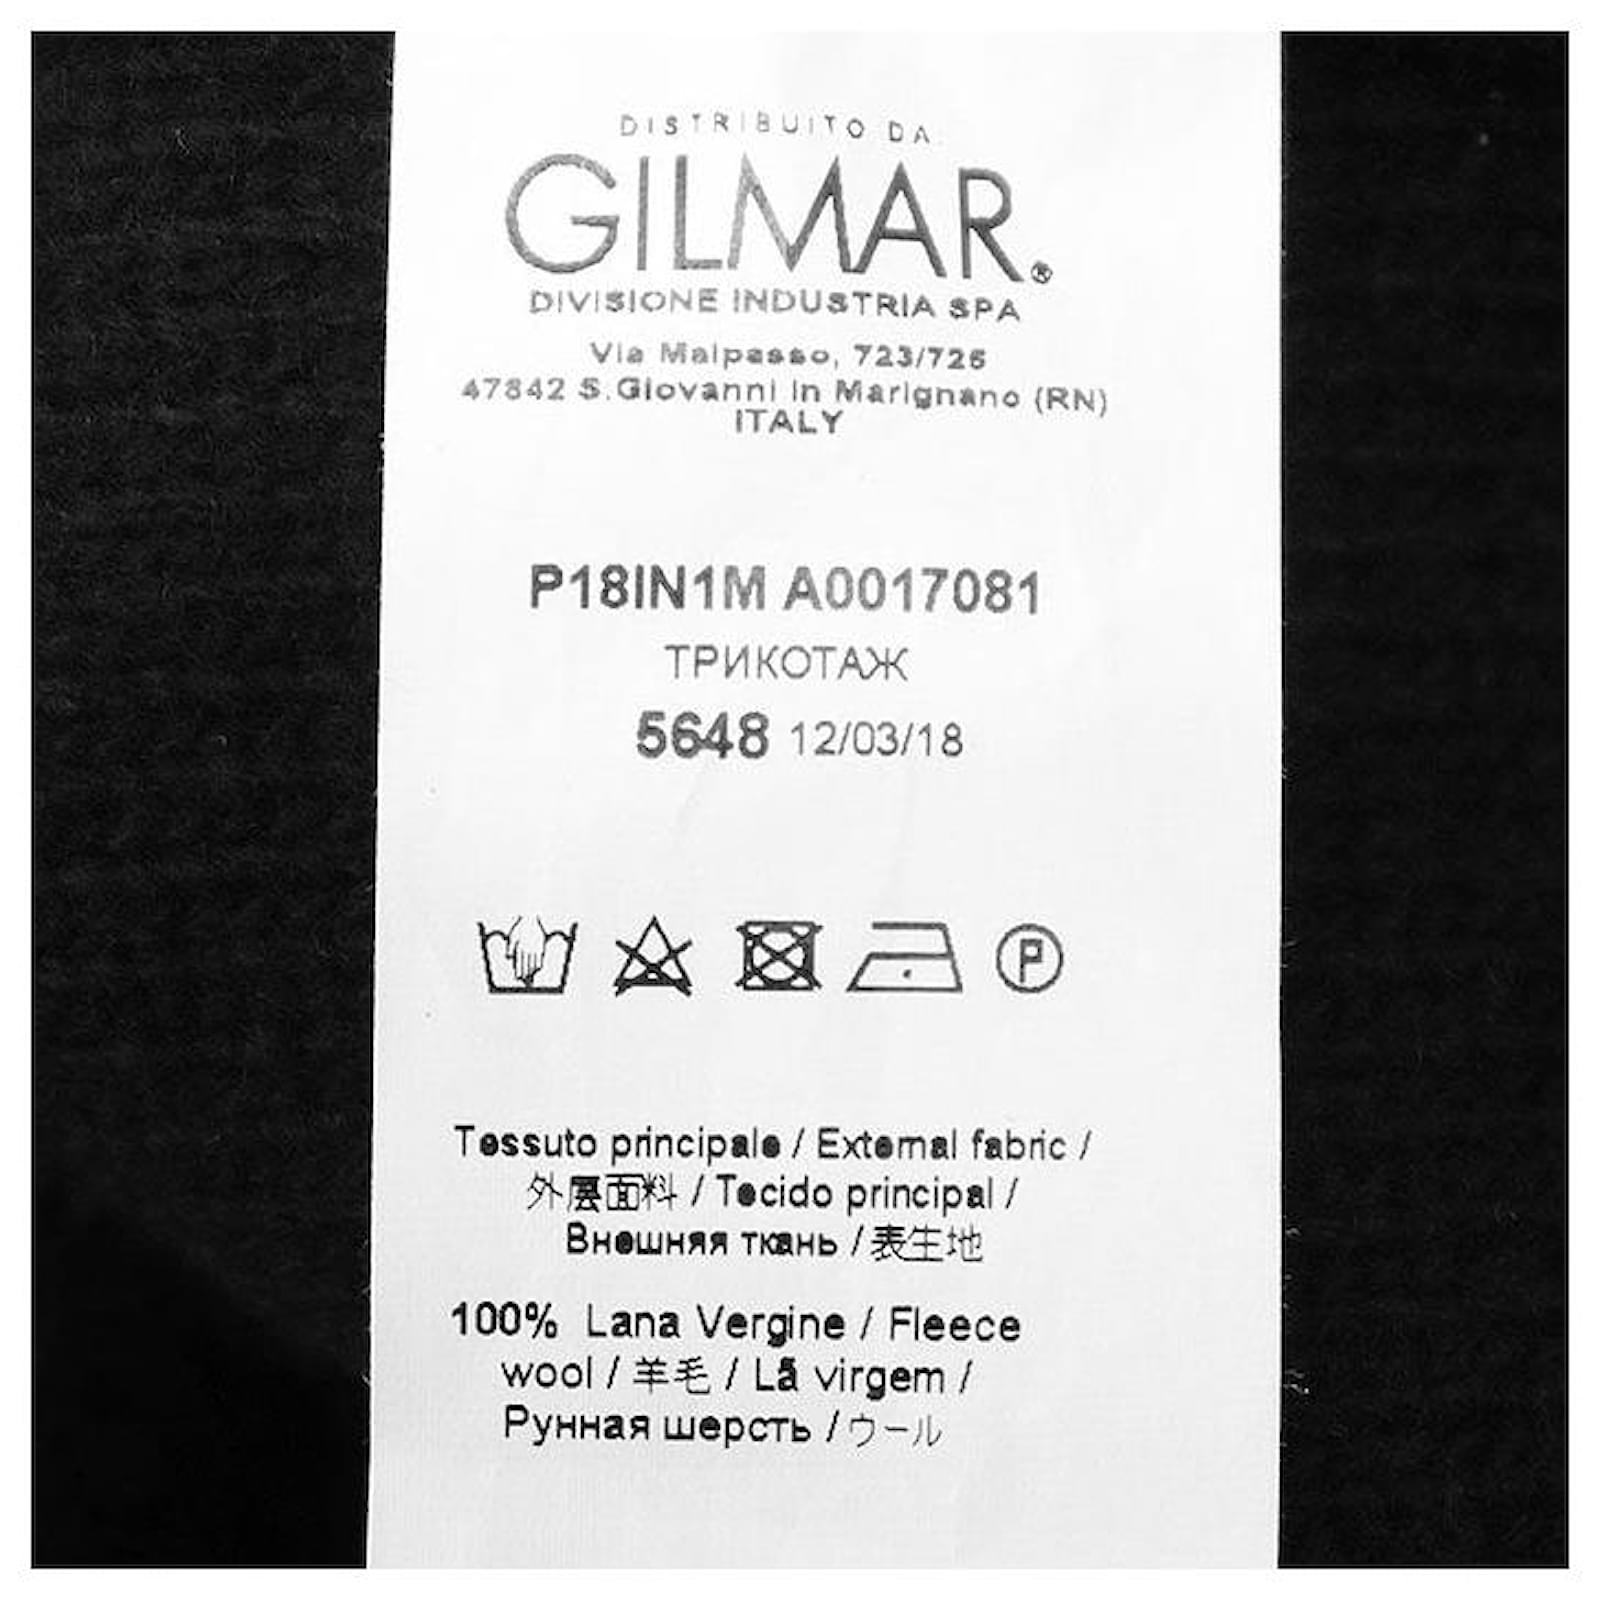 DISTRIBUITO DA:
GILMAR®
DIVISIONE INDUSTRIA SPA
Via Malpasso, 723/725
47842 S.Giovanni in Marignano (RN)
ITALY
P18IN1M A0017081
ТРИКОТАЖ
5648 12/03/18
P
Tessuto principale / External fabric /
外层面料 / Tecido principal /
Внешняя ткань / 表生地
100% Lana Vergine / Fleece
wool / 羊毛 / Lã virgem /
Рунная шерсть / ウール